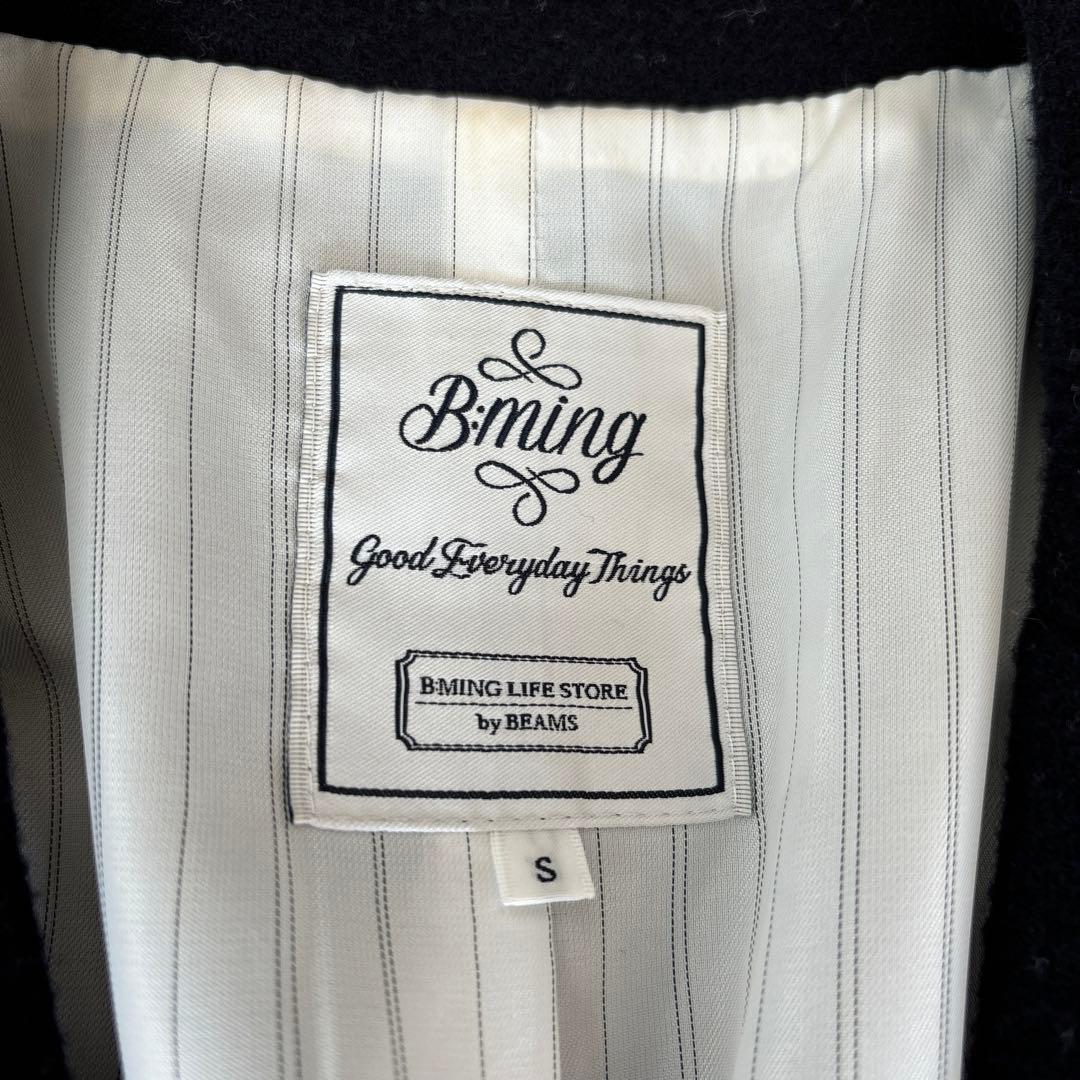 B:ming
Good Everyday Things
B:MING LIFE STORE
by BEAMS
S